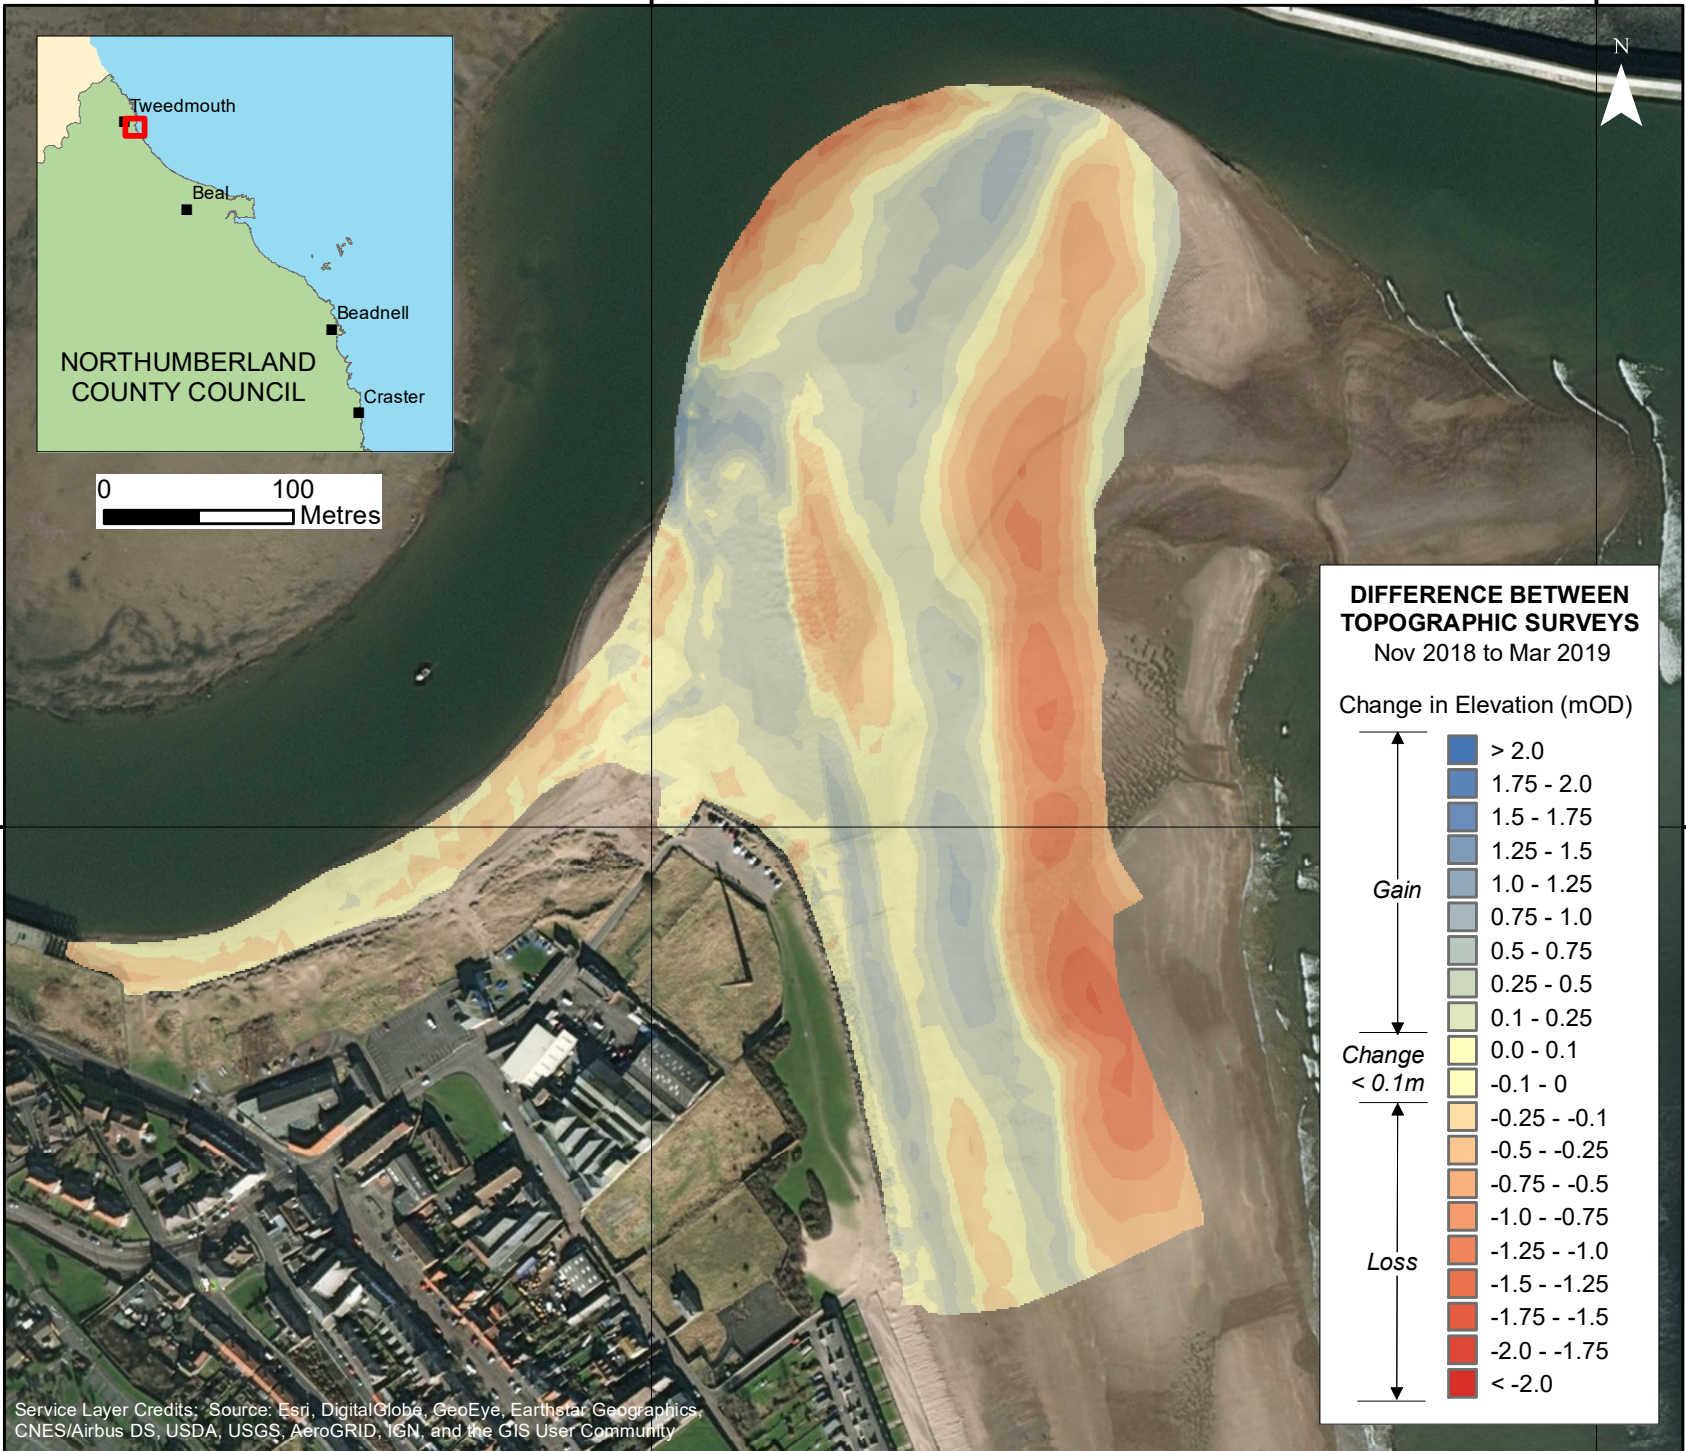 N
Tweedmouth
Beal
Beadnell
NORTHUMBERLAND
COUNTY COUNCIL
Craster
0 100
Metres
DIFFERENCE BETWEEN
TOPOGRAPHIC SURVEYS
Nov 2018 to Mar 2019
Change in Elevation (mOD)
> 2.0
1.75 - 2.0
1.5 - 1.75
1.25 - 1.5
1.0 - 1.25
Gain
0.75 - 1.0
0.5 - 0.75
0.25 - 0.5
0.1 - 0.25
0.0 - 0.1
Change
< 0.1m
-0.1 - 0
-0.25 - -0.1
-0.5 - -0.25
-0.75 - -0.5
-1.0 - -0.75
-1.25 - -1.0
Loss
-1.5 - -1.25
-1.75 - -1.5
-2.0 - -1.75
< -2.0
Service Layer Credits: Source: Esri, DigitalGlobe, GeoEye, Earthstar Geographics,
CNES/Airbus DS, USDA, USGS, AeroGRID, IGN, and the GIS User Community